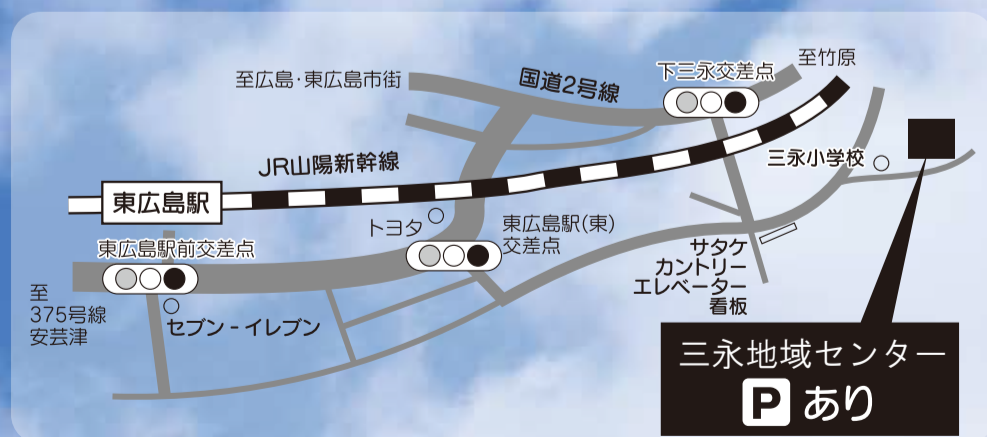 至竹原
下三永交差点
国道2号線
至広島・東広島市街
JR山陽新幹線
三永小学校
東広島駅
トヨタ
東広島駅(東)
交差点
東広島駅前交差点
サタケ
カントリー
エレベーター
看板
至
375号線
安芸津
セブン-イレブン
三永地域センター
P あり